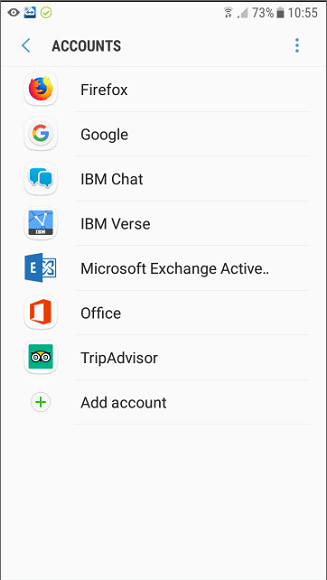 73% 10:55
ACCOUNTS
Firefox
Google
IBM Chat
IBM
IBM Verse
E
Microsoft Exchange Active..
Office
TripAdvisor
Add account